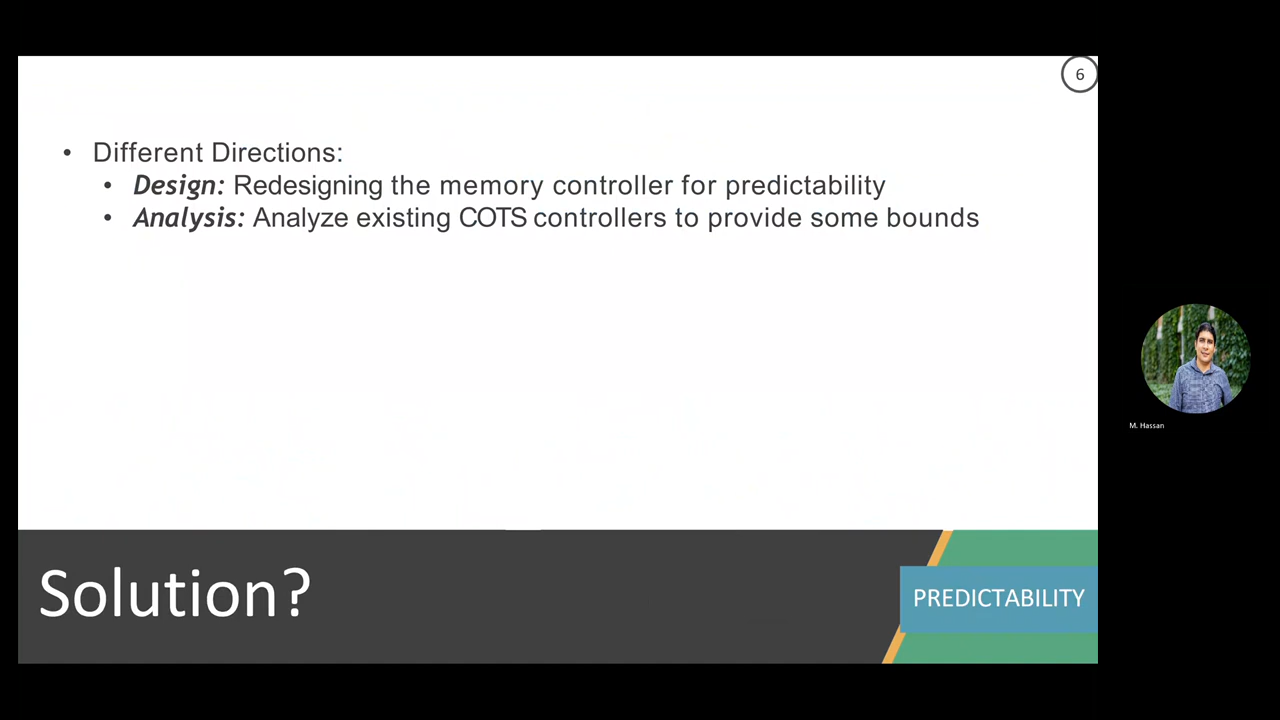 6
• Different Directions:
• Design: Redesigning the memory controller for predictability
• Analysis: Analyze existing COTS controllers to provide some bounds
Solution?
PREDICTABILITY
M. Hassan